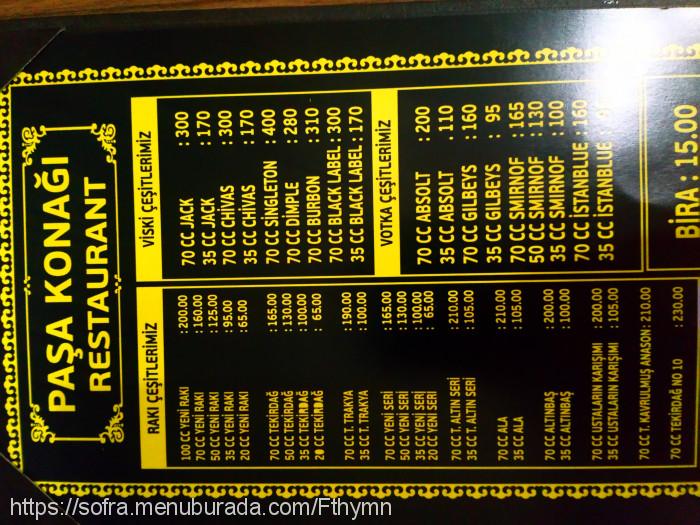 PAŞA KONAĞI
RESTAURANT
RAKI ÇEŞİTLERİMİZ
100 CC YENİ RAKI : 200.00
70 CC YENİ RAKI : 160.00
50 CC YENİ RAKI : 125.00
35 CC YENİ RAKI : 95.00
20 CC YENİ RAKI : 65.00
70 CC TEKİRDAĞ : 165.00
50 CC TEKİRDAĞ : 130.00
35 CC TEKİRDAĞ : 100.00
20 CC TEKİRDAĞ : 65.00
70 CC T. TRAKYA : 190.00
35 CC T. TRAKYA : 100.00
70 CC YENİ SERİ : 165.00
50 CC YENİ SERİ : 130.00
35 CC YENİ SERİ : 100.00
20 CC YENİ SERİ : 65.00
70 CC T. ALTIN SERİ : 210.00
35 CC T. ALTIN SERİ : 105.00
70 CC ALA : 210.00
35 CC ALA : 105.00
70 CC ALTINBAŞ : 200.00
35 CC ALTINBAŞ : 100.00
70 CC USTALARIN KARIŞIMI : 200.00
35 CC USTALARIN KARIŞIMI : 105.00
70 CC T. KAVRULMUŞ ANASON : 210.00
70 CC TEKİRDAĞ NO 10 : 230.00
VİSKİ ÇEŞİTLERİMİZ
70 CC JACK : 300
35 CC JACK : 170
70 CC CHİVAS : 300
35 CC CHİVAS : 170
70 CC SİNGLETON : 400
70 CC DİMPLE : 280
70 CC BURBON : 310
70 CC BLACK LABEL : 300
35 CC BLACK LABEL : 170
VOTKA ÇEŞİTLERİMİZ
70 CC ABSOLT : 200
35 CC ABSOLT : 110
70 CC GILBEYS : 160
35 CC GILBEYS : 95
70 CC SMIRNOF : 165
50 CC SMIRNOF : 130
35 CC SMIRNOF : 100
70 CC İSTANBLUE : 160
35 CC İSTANBLUE :
BİRA : 15.00
https://sofra.menuburada.com/Fthymn